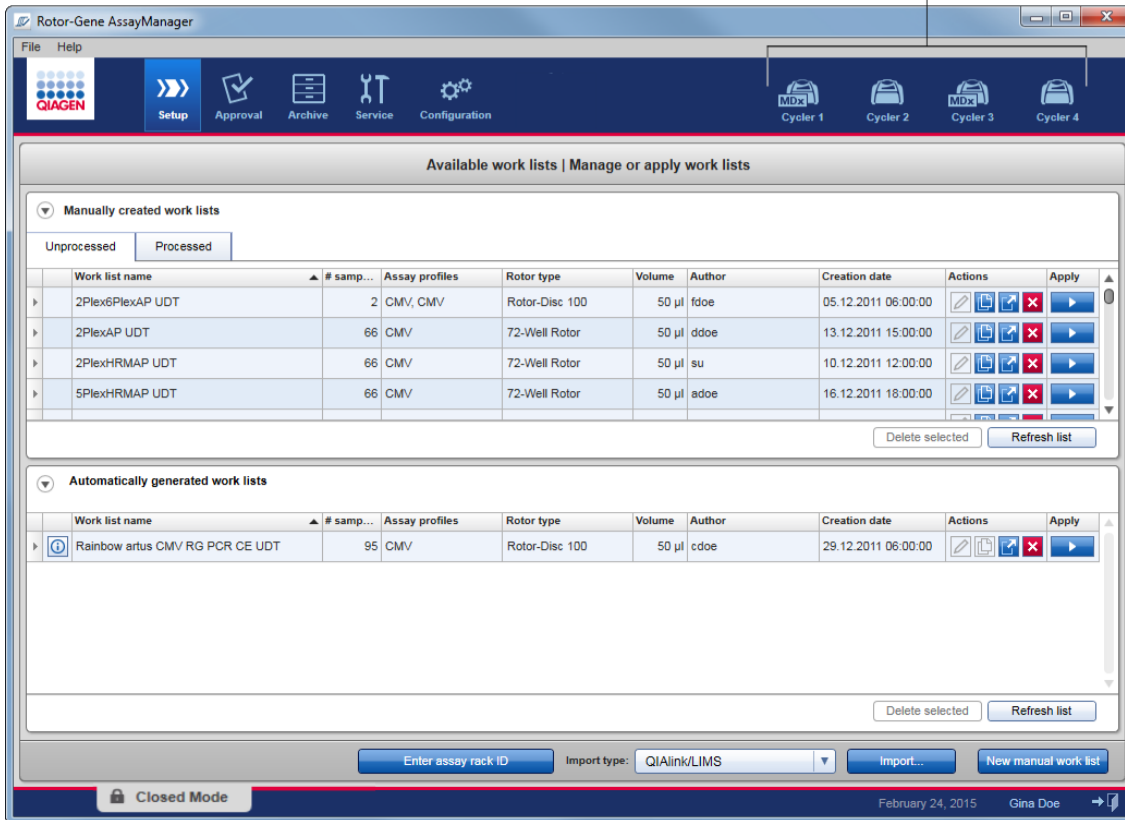 Rotor-Gene AssayManager
File Help
QIAGEN
Setup Approval Archive Service Configuration
MDx Cycler 1 Cycler 2 MDx Cycler 3 Cycler 4
Available work lists | Manage or apply work lists
Manually created work lists
Unprocessed Processed
Work list name # samp... Assay profiles Rotor type Volume Author Creation date Actions Apply
2Plex6PlexAP UDT 2 CMV, CMV Rotor-Disc 100 50 µl fdoe 05.12.2011 06:00:00
2PlexAP UDT 66 CMV 72-Well Rotor 50 µl ddoe 13.12.2011 15:00:00
2PlexHRMAP UDT 66 CMV 72-Well Rotor 50 µl su 10.12.2011 12:00:00
5PlexHRMAP UDT 66 CMV 72-Well Rotor 50 µl adoe 16.12.2011 18:00:00
Delete selected Refresh list
Automatically generated work lists
Work list name # samp... Assay profiles Rotor type Volume Author Creation date Actions Apply
Rainbow artus CMV RG PCR CE UDT 95 CMV Rotor-Disc 100 50 µl cdoe 29.12.2011 06:00:00
Delete selected Refresh list
Enter assay rack ID Import type: QIAlink/LIMS Import... New manual work list
Closed Mode February 24, 2015 Gina Doe